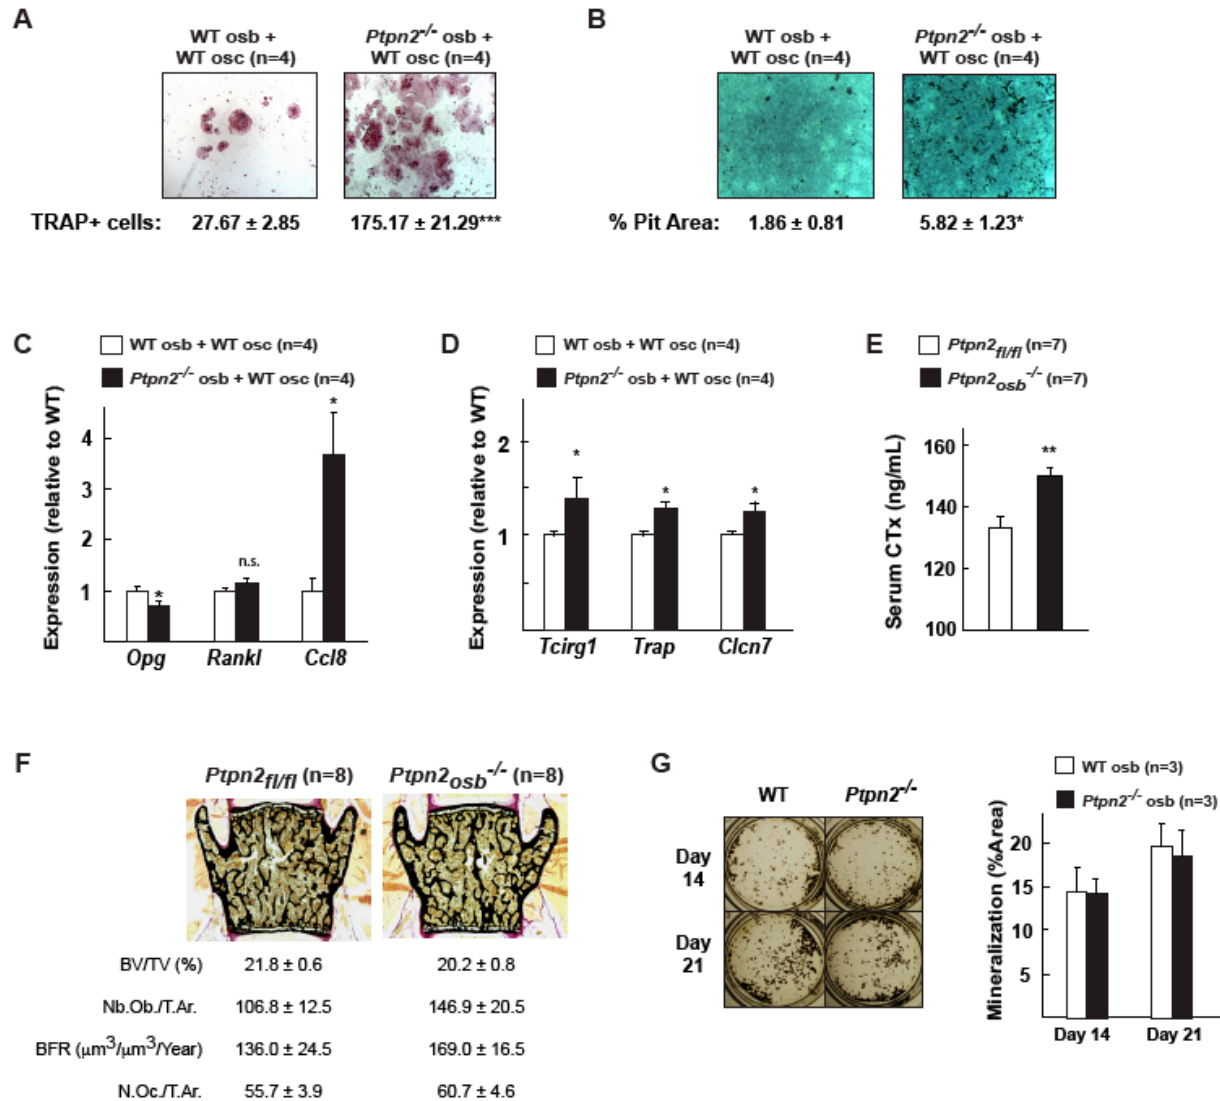 A
WT osb +
WT osc (n=4)
Ptpn2-/- osb +
WT osc (n=4)
TRAP+ cells:
27.67 ± 2.85
175.17 ± 21.29***
B
WT osb +
WT osc (n=4)
Ptpn2-/- osb +
WT osc (n=4)
% Pit Area:
1.86 ± 0.81
5.82 ± 1.23*
C
WT osb + WT osc (n=4)
Ptpn2-/- osb + WT osc (n=4)
Expression (relative to WT)
4
3
2
1
*
n.s.
*
Opg
Rankl
Ccl8
D
WT osb + WT osc (n=4)
Ptpn2-/- osb + WT osc (n=4)
Expression (relative to WT)
2
1
*
*
*
Tcirg1
Trap
Clcn7
E
Ptpn2fl/fl (n=7)
Ptpn2osb-/- (n=7)
Serum CTx (ng/mL)
160
140
120
100
**
F
Ptpn2fl/fl (n=8)
Ptpn2osb-/- (n=8)
BV/TV (%)
21.8 ± 0.6
20.2 ± 0.8
Nb.Ob./T.Ar.
106.8 ± 12.5
146.9 ± 20.5
BFR (µm3/µm3/Year)
136.0 ± 24.5
169.0 ± 16.5
N.Oc./T.Ar.
55.7 ± 3.9
60.7 ± 4.6
G
WT
Ptpn2-/-
Day
14
Day
21
WT osb (n=3)
Ptpn2-/- osb (n=3)
Mineralization (%Area)
20
15
10
5
Day 14
Day 21